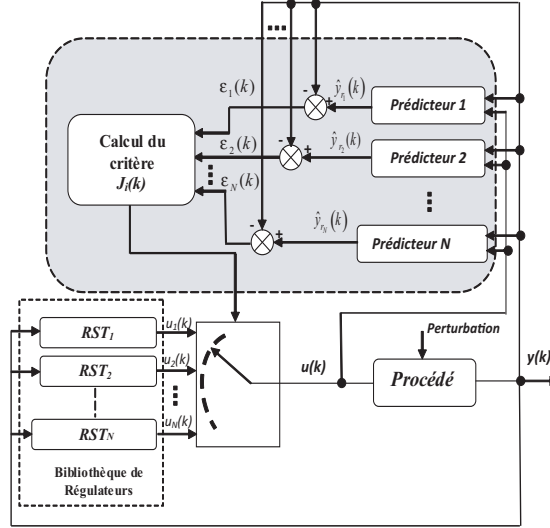 ε₁(k)
- + ŷ_r₁(k)
Prédicteur 1
Calcul du
critère
Jᵢ(k)
ε₂(k)
- + ŷ_r₂(k)
Prédicteur 2
ε_N(k)
- + ŷ_r_N(k)
Prédicteur N
RST₁
u₁(k)
RST₂
u₂(k)
RST_N
u_N(k)
Bibliothèque de
Régulateurs
u(k)
Perturbation
Procédé
y(k)